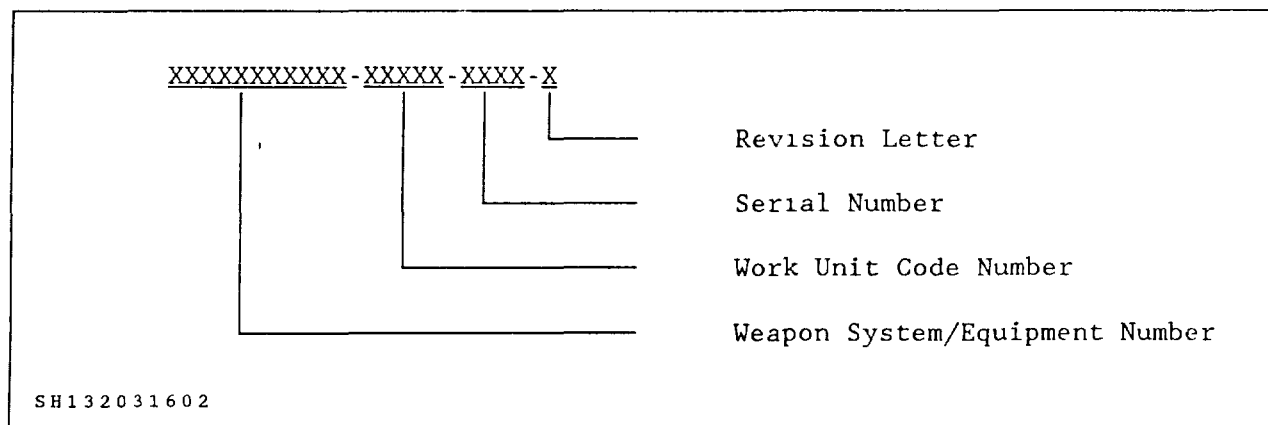 XXXXXXXXXXX-XXXXX-XXXX-X
Revision Letter
Serial Number
Work Unit Code Number
Weapon System/Equipment Number
SH132031602